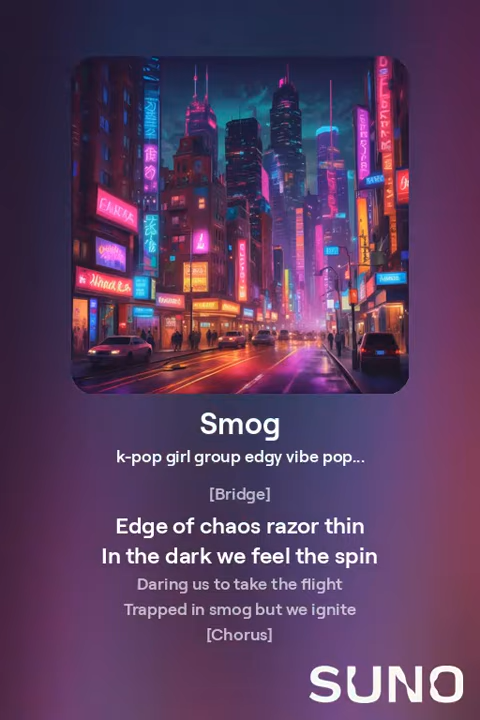 Smog
k-pop girl group edgy vibe pop...
[Bridge]
Edge of chaos razor thin
In the dark we feel the spin
Daring us to take the flight
Trapped in smog but we ignite
[Chorus]
SUNO